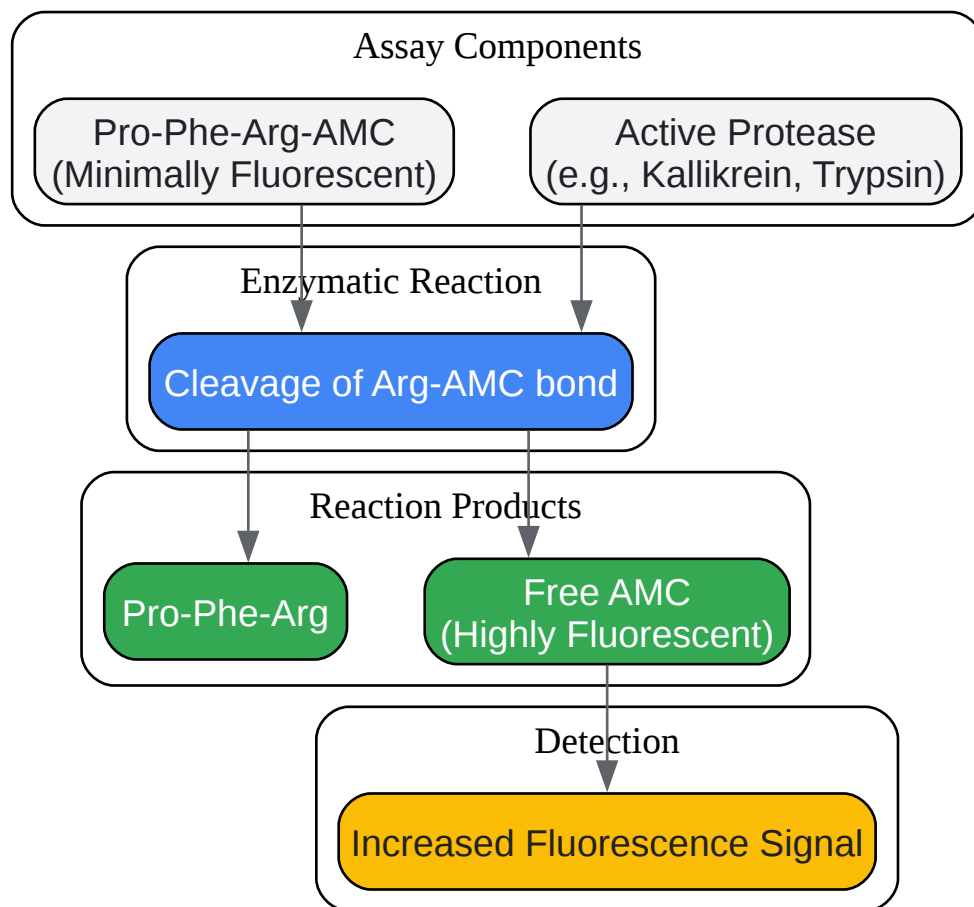 Assay Components
Pro-Phe-Arg-AMC
(Minimally Fluorescent)
Active Protease
(e.g., Kallikrein, Trypsin)
Enzymatic Reaction
Cleavage of Arg-AMC bond
Reaction Products
Pro-Phe-Arg
Free AMC
(Highly Fluorescent)
Detection
Increased Fluorescence Signal